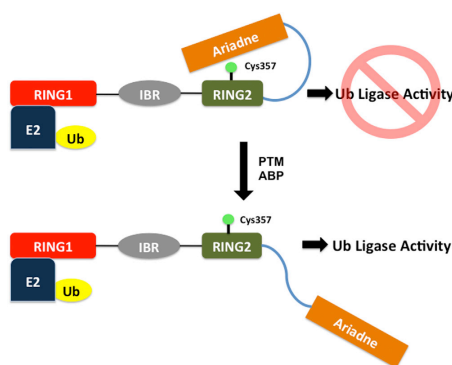 Ariadne
Cys357
RING1
IBR
RING2
Ub Ligase Activity
E2
Ub
PTM
ABP
Cys357
RING1
IBR
RING2
Ub Ligase Activity
E2
Ub
Ariadne